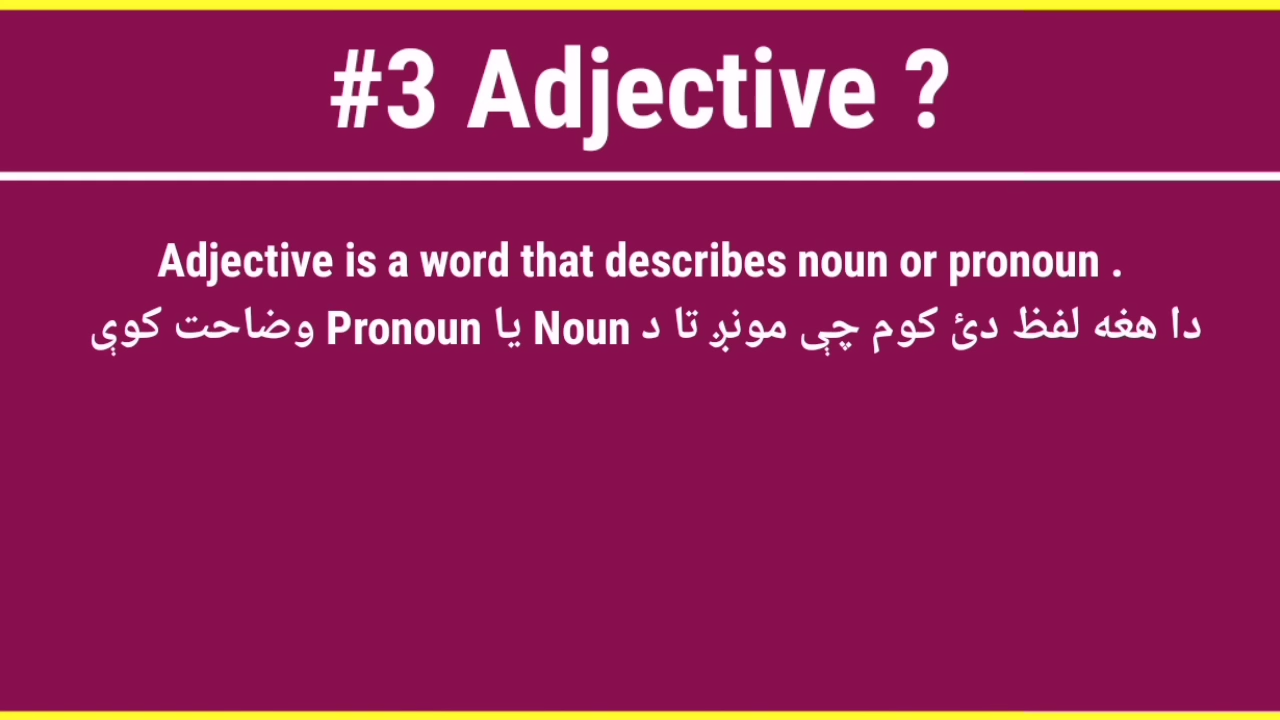 #3 Adjective ?
Adjective is a word that describes noun or pronoun .
دا هغه لفظ دئ کوم چې مونږ تا د Noun یا Pronoun وضاحت کوې